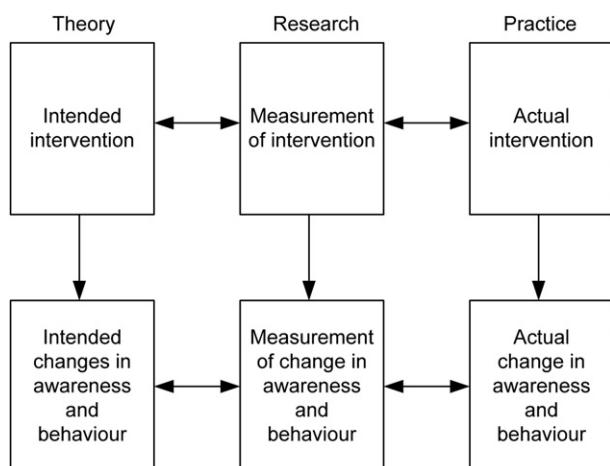 Theory
Research
Practice
Intended
intervention
Measurement
of intervention
Actual
intervention
Intended
changes in
awareness
and
behaviour
Measurement
of change in
awareness
and
behaviour
Actual
change in
awareness
and
behaviour